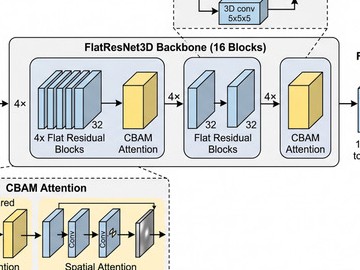 3D conv
5x5x5
FlatResNet3D Backbone (16 Blocks)
4×
32
4x Flat Residual
Blocks
CBAM
Attention
4×
32
32
Flat Residual
Blocks
4×
CBAM
Attention
CBAM Attention
Conv
Conv
Spatial Attention